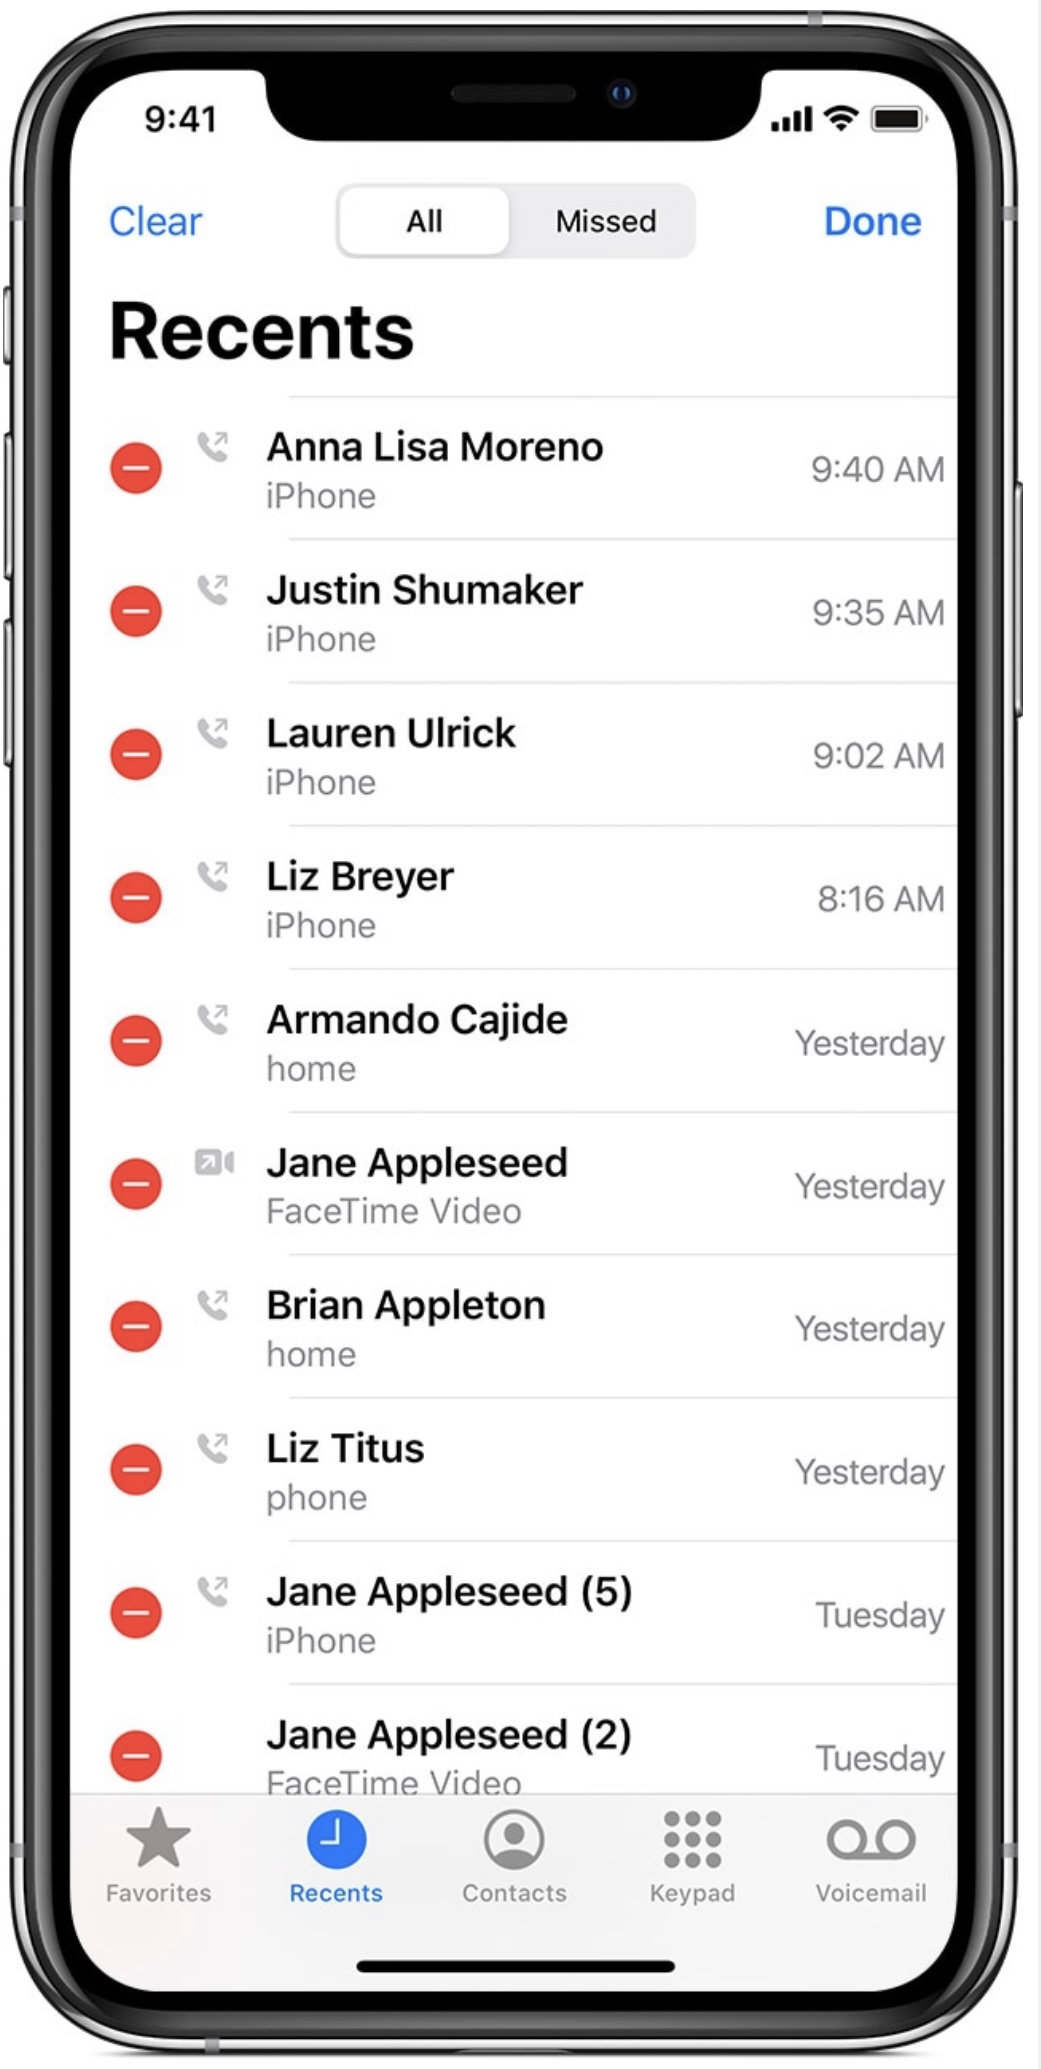 9:41
Clear
All
Missed
Done
Recents
Anna Lisa Moreno
iPhone
9:40 AM
Justin Shumaker
iPhone
9:35 AM
Lauren Ulrick
iPhone
9:02 AM
Liz Breyer
iPhone
8:16 AM
Armando Cajide
home
Yesterday
Jane Appleseed
FaceTime Video
Yesterday
Brian Appleton
home
Yesterday
Liz Titus
phone
Yesterday
Jane Appleseed (5)
iPhone
Tuesday
Jane Appleseed (2)
FaceTime Video
Tuesday
Favorites
Recents
Contacts
Keypad
Voicemail